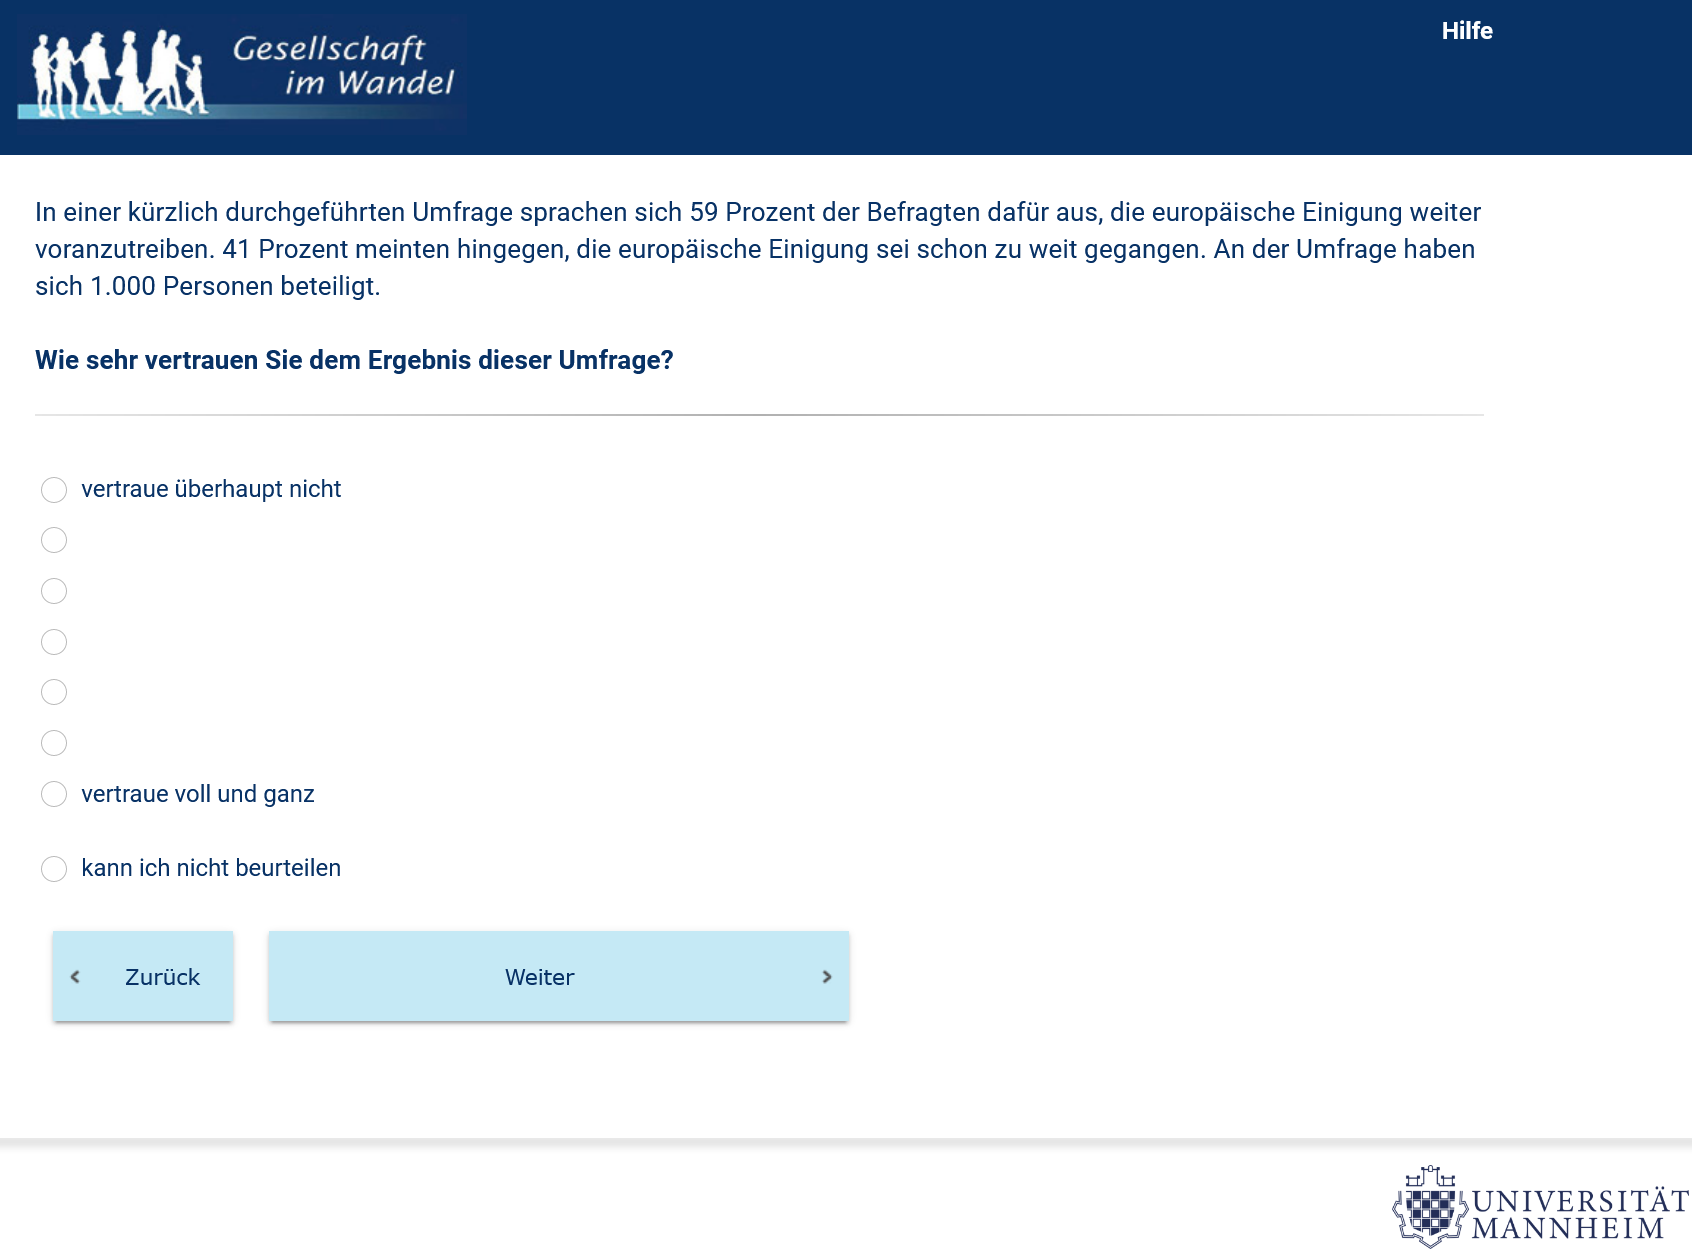 Gesellschaft
im Wandel
Hilfe
In einer kürzlich durchgeführten Umfrage sprachen sich 59 Prozent der Befragten dafür aus, die europäische Einigung weiter
voranzutreiben. 41 Prozent meinten hingegen, die europäische Einigung sei schon zu weit gegangen. An der Umfrage haben
sich 1.000 Personen beteiligt.
Wie sehr vertrauen Sie dem Ergebnis dieser Umfrage?
vertraue überhaupt nicht
vertraue voll und ganz
kann ich nicht beurteilen
Zurück
Weiter
UNIVERSITÄT
MANNHEIM